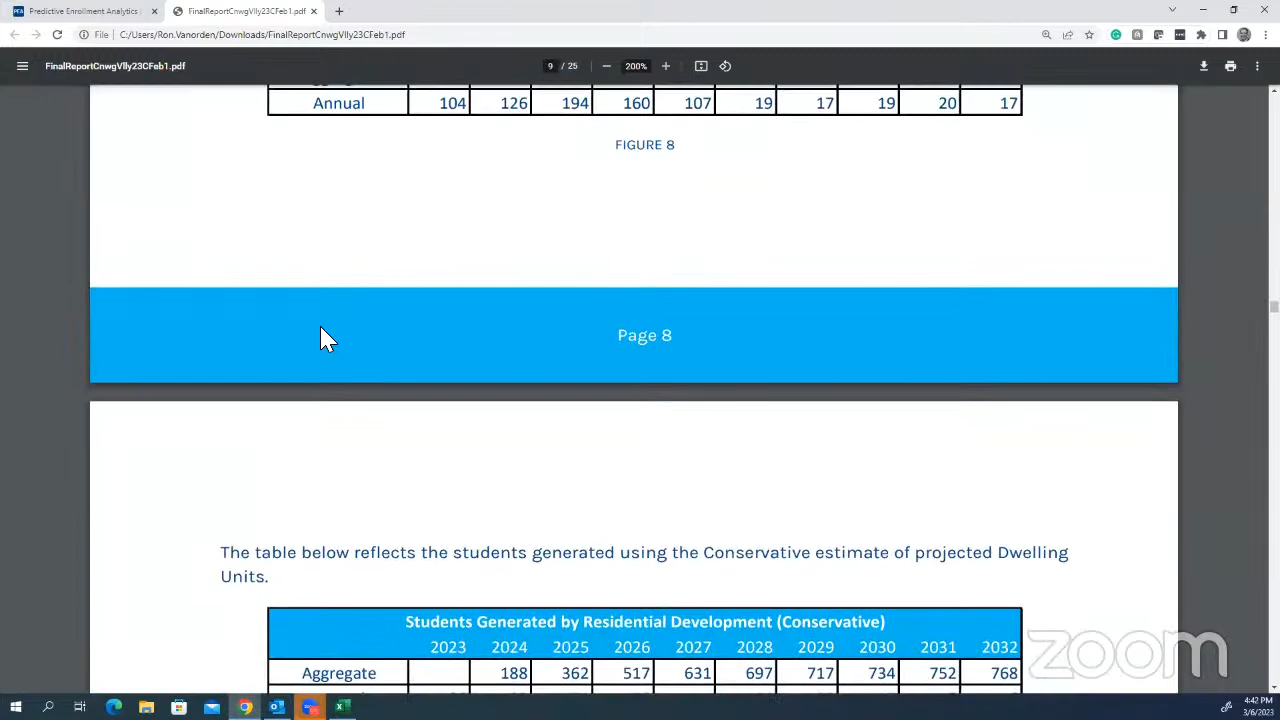 Predictive Enrollment Analytics
FinalReportCnwgVlly23CFeb1.pdf
File
C:/Users/Ron.Vanorden/Downloads/FinalReportCnwgVlly23CFeb1.pdf
FinalReportCnwgVlly23CFeb1.pdf
9 / 25
200%
Annual 104 126 194 160 107 19 17 19 20 17
FIGURE 8
Page 8
The table below reflects the students generated using the Conservative estimate of projected Dwelling
Units.
Students Generated by Residential Development (Conservative)
2023 2024 2025 2026 2027 2028 2029 2030 2031 2032
Aggregate 188 362 517 631 697 717 734 752 768
zoom
4:42 PM
3/6/2023